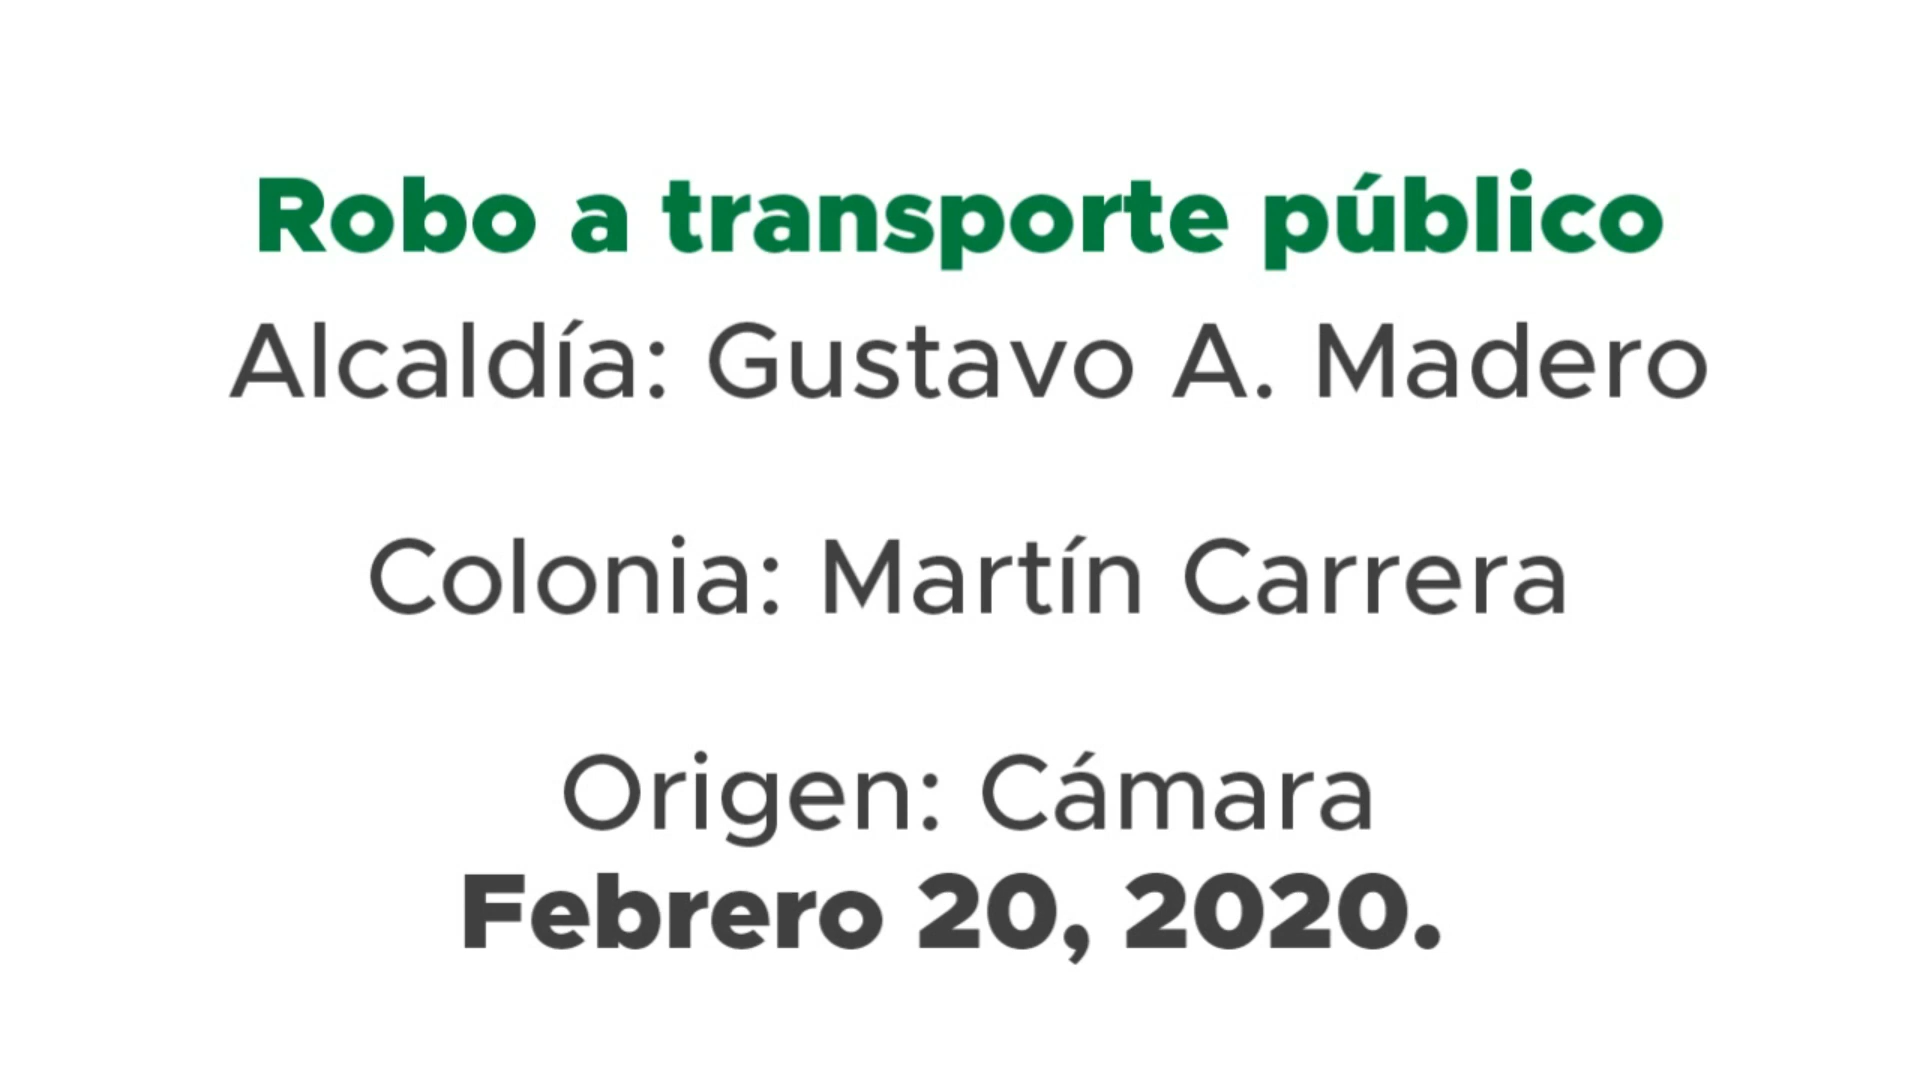 Robo a transporte público
Alcaldía: Gustavo A. Madero
Colonia: Martín Carrera
Origen: Cámara
Febrero 20, 2020.